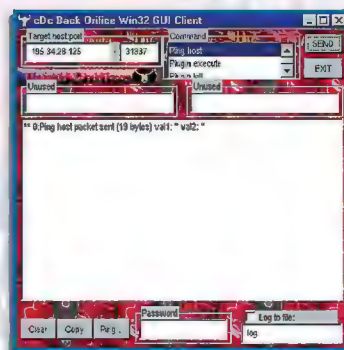 cDc Back Orifice Win32 GUI Client
Target host:port
Command
195.34.28.125 : 31337
Ping host
Plugin execute
SEND
EXIT
Unused
Unused
** 0:Ping host packet sent (19 bytes) val1: '' val2: ''
Clear
Copy
Ping...
Password
Log to file:
log